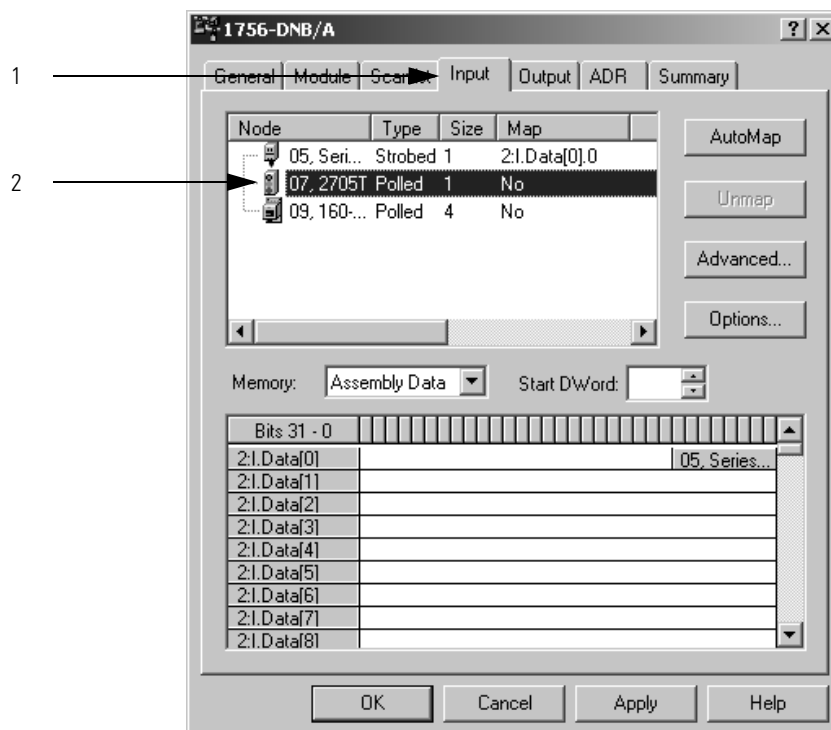 1756-DNB/A
1
General Module Scanlist Input Output ADR Summary
Node Type Size Map
AutoMap
05, Seri... Strobed 1 2:I.Data[0].0
2
07, 2705T Polled 1 No
Unmap
09, 160-... Polled 4 No
Advanced...
Options...
Memory: Assembly Data Start DWord:
Bits 31 - 0
2:I.Data[0] 05, Series...
2:I.Data[1]
2:I.Data[2]
2:I.Data[3]
2:I.Data[4]
2:I.Data[5]
2:I.Data[6]
2:I.Data[7]
2:I.Data[8]
OK Cancel Apply Help